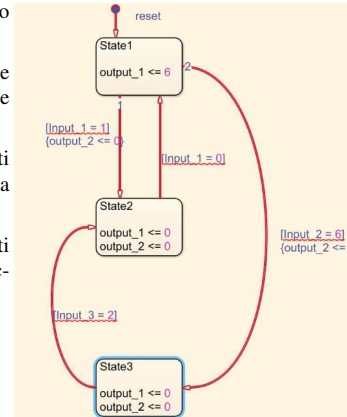 reset
State1
output_1 <= 6
2
1
[Input_1 = 1]
{output_2 <= 0}
[Input_1 = 0]
State2
output_1 <= 0
output_2 <= 0
[Input_2 = 6]
{output_2 <=
[Input_3 = 2]
State3
output_1 <= 0
output_2 <= 0